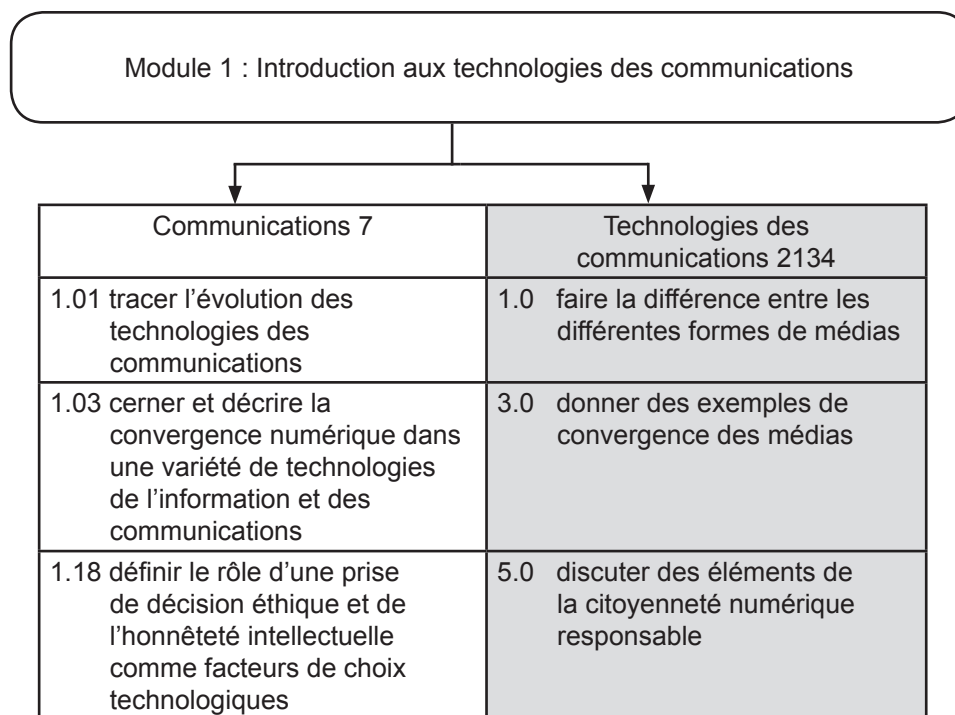 Module 1 : Introduction aux technologies des communications
Communications 7
Technologies des
communications 2134
1.01 tracer l’évolution des
technologies des
communications
1.0 faire la différence entre les
différentes formes de médias
1.03 cerner et décrire la
convergence numérique dans
une variété de technologies
de l’information et des
communications
3.0 donner des exemples de
convergence des médias
1.18 définir le rôle d’une prise
de décision éthique et de
l’honnêteté intellectuelle
comme facteurs de choix
technologiques
5.0 discuter des éléments de
la citoyenneté numérique
responsable